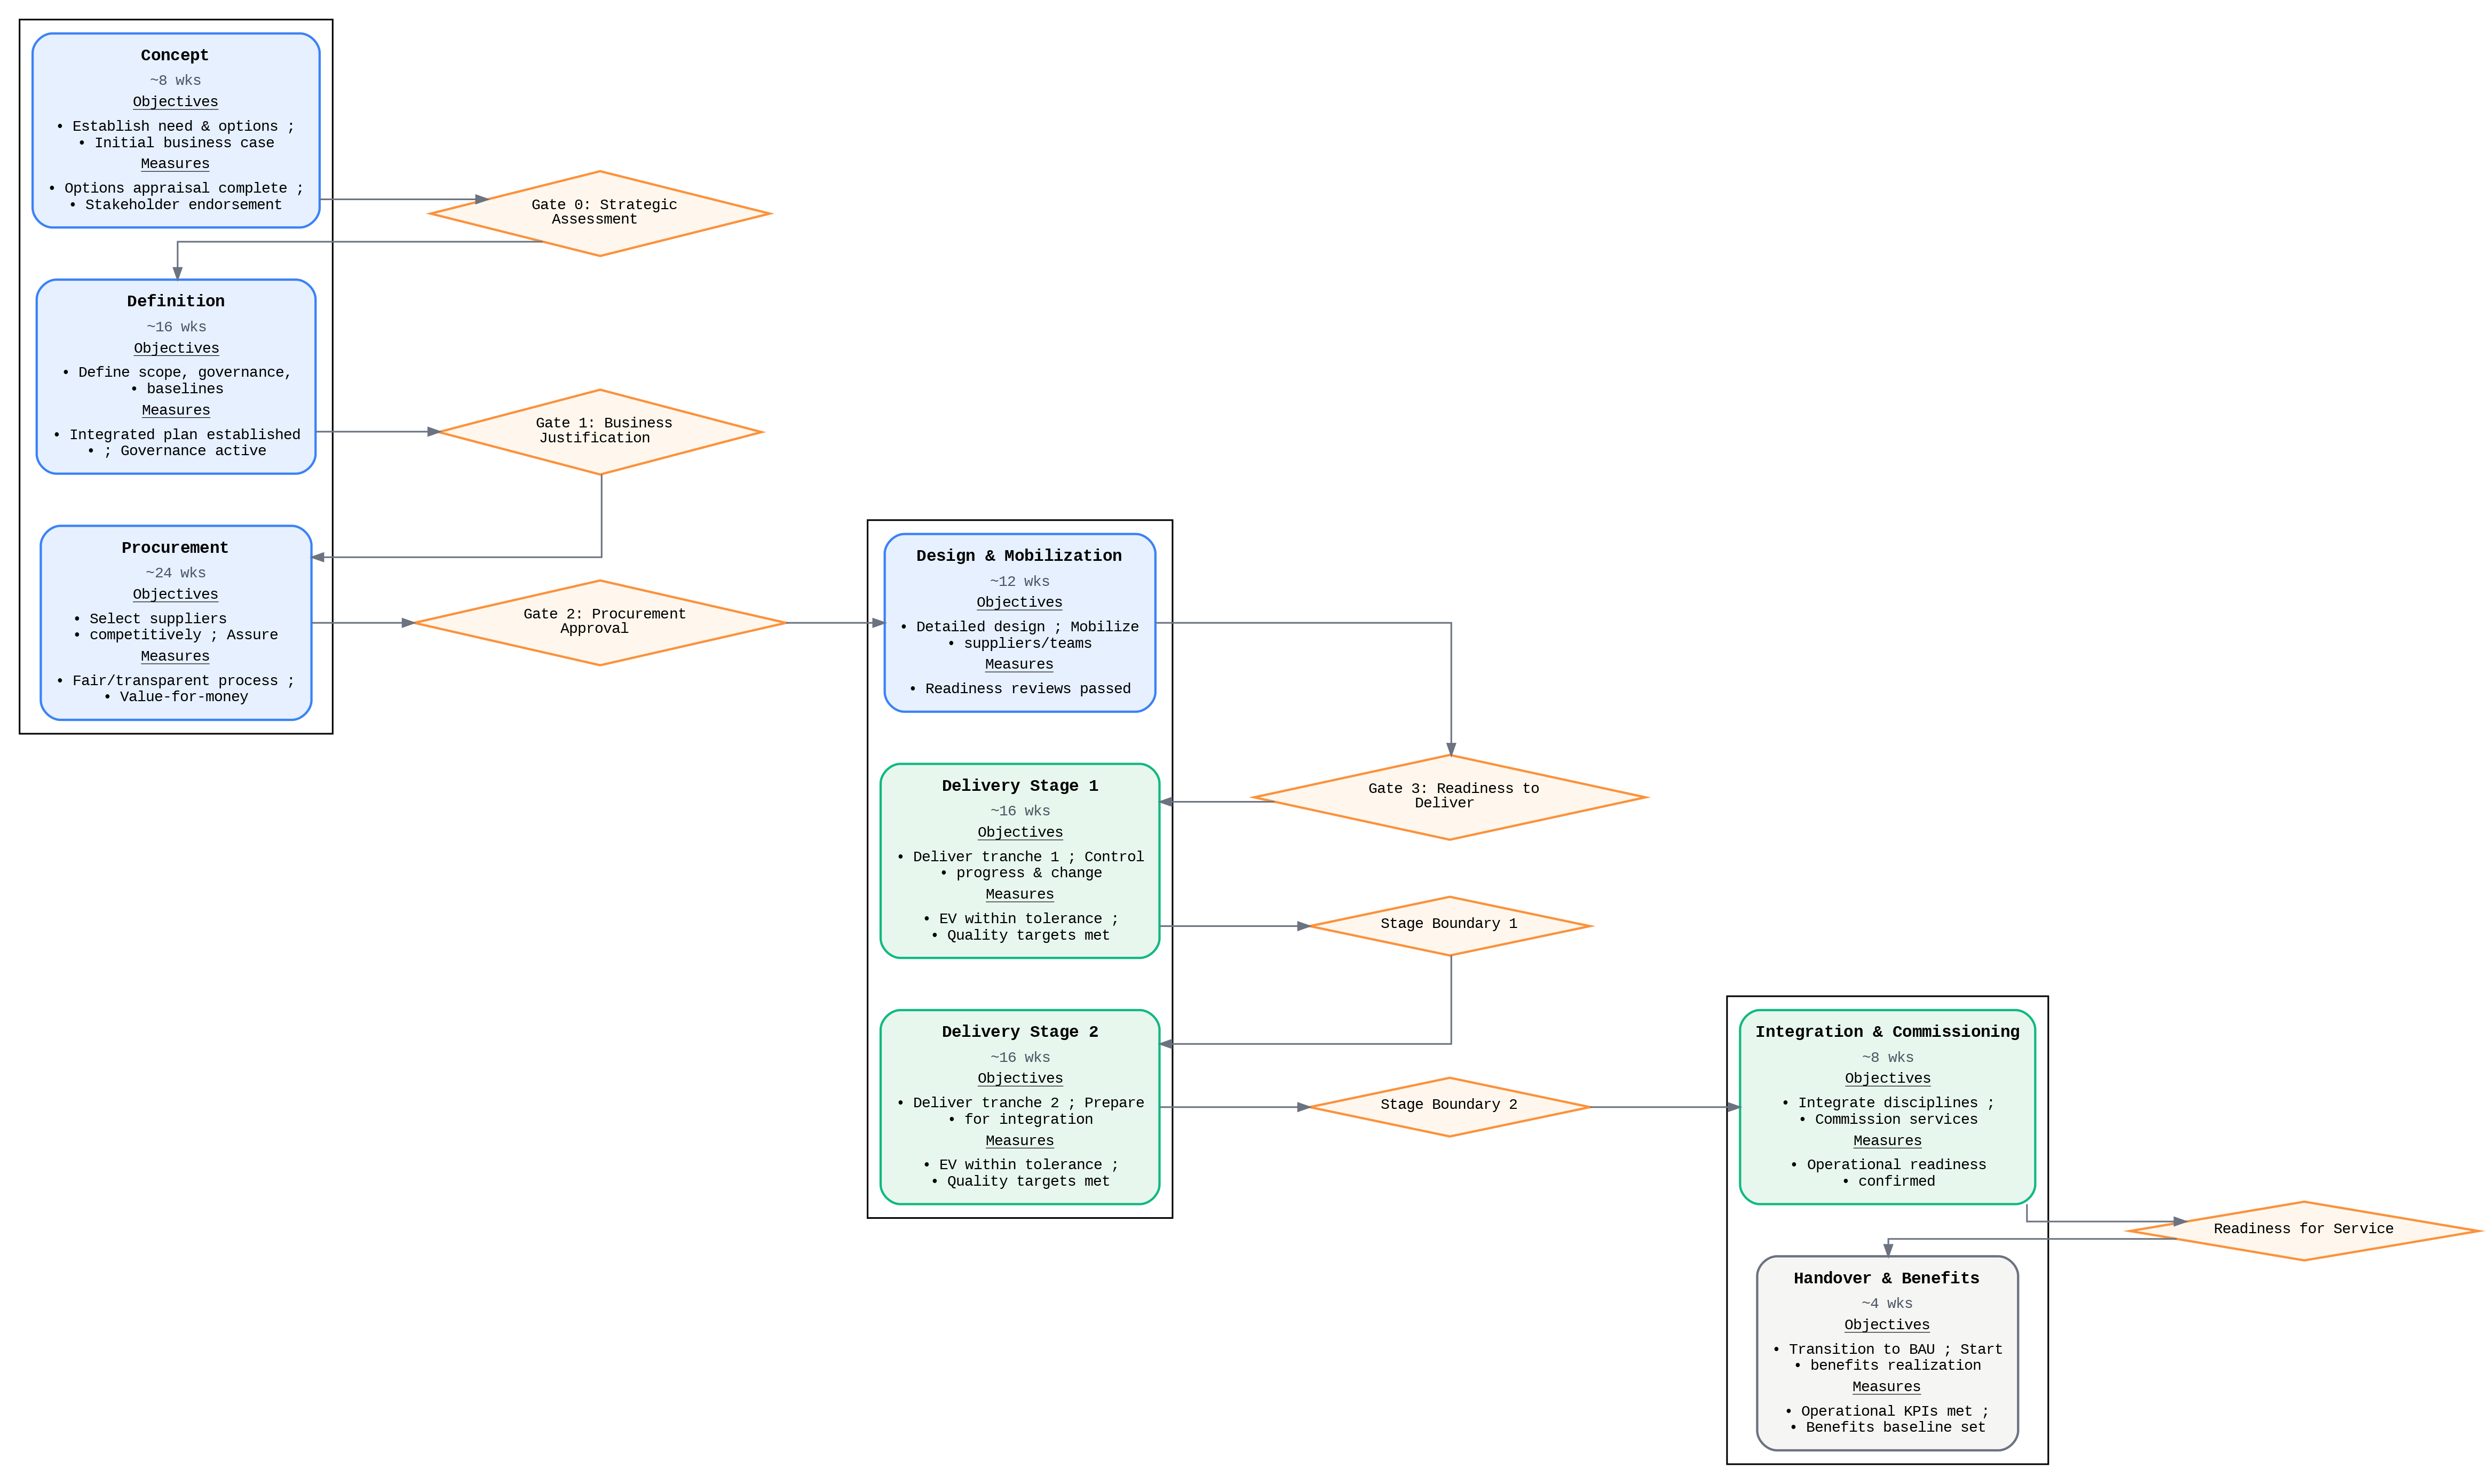 Concept
~8 wks
Objectives
• Establish need & options ;
• Initial business case
Measures
• Options appraisal complete ;
• Stakeholder endorsement
Gate 0: Strategic
Assessment
Definition
~16 wks
Objectives
• Define scope, governance,
• baselines
Measures
• Integrated plan established
• ; Governance active
Gate 1: Business
Justification
Procurement
~24 wks
Objectives
• Select suppliers
• competitively ; Assure
Measures
• Fair/transparent process ;
• Value-for-money
Gate 2: Procurement
Approval
Design & Mobilization
~12 wks
Objectives
• Detailed design ; Mobilize
• suppliers/teams
Measures
• Readiness reviews passed
Gate 3: Readiness to
Deliver
Delivery Stage 1
~16 wks
Objectives
• Deliver tranche 1 ; Control
• progress & change
Measures
• EV within tolerance ;
• Quality targets met
Stage Boundary 1
Delivery Stage 2
~16 wks
Objectives
• Deliver tranche 2 ; Prepare
• for integration
Measures
• EV within tolerance ;
• Quality targets met
Stage Boundary 2
Integration & Commissioning
~8 wks
Objectives
• Integrate disciplines ;
• Commission services
Measures
• Operational readiness
• confirmed
Readiness for Service
Handover & Benefits
~4 wks
Objectives
• Transition to BAU ; Start
• benefits realization
Measures
• Operational KPIs met ;
• Benefits baseline set